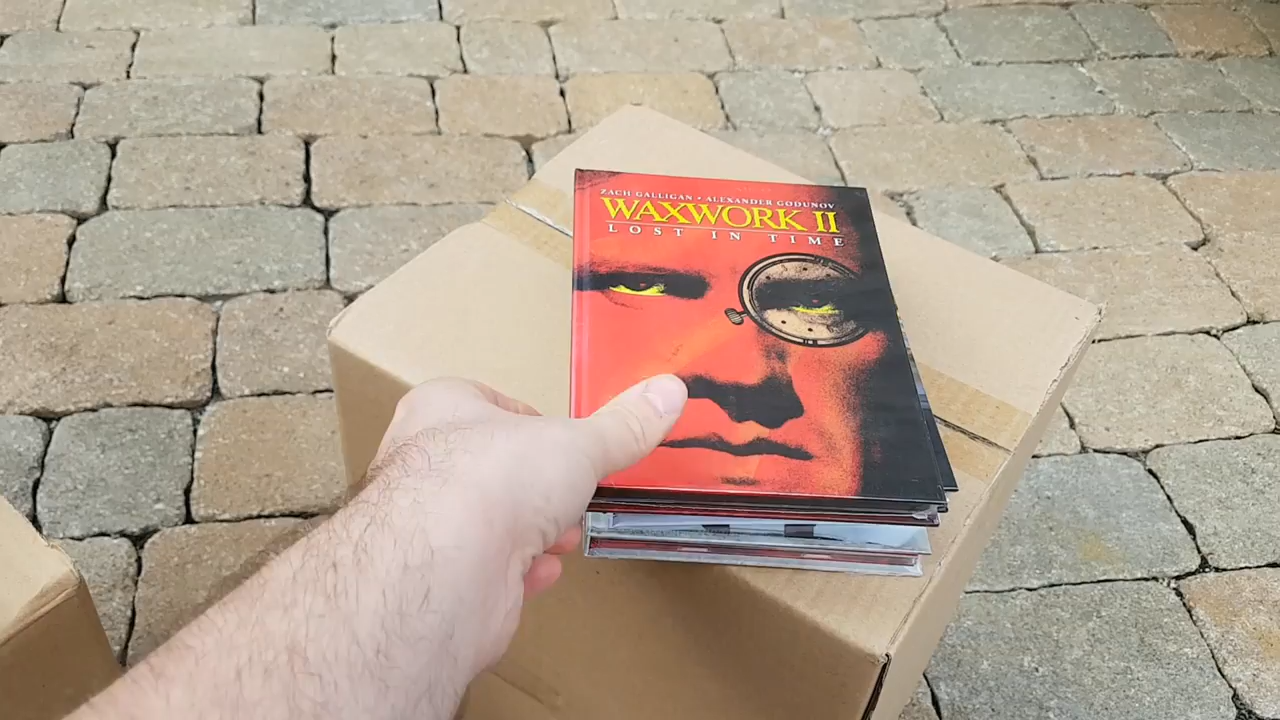 ZACH GALLIGAN • ALEXANDER GODUNOV
WAXWORK II
LOST IN TIME